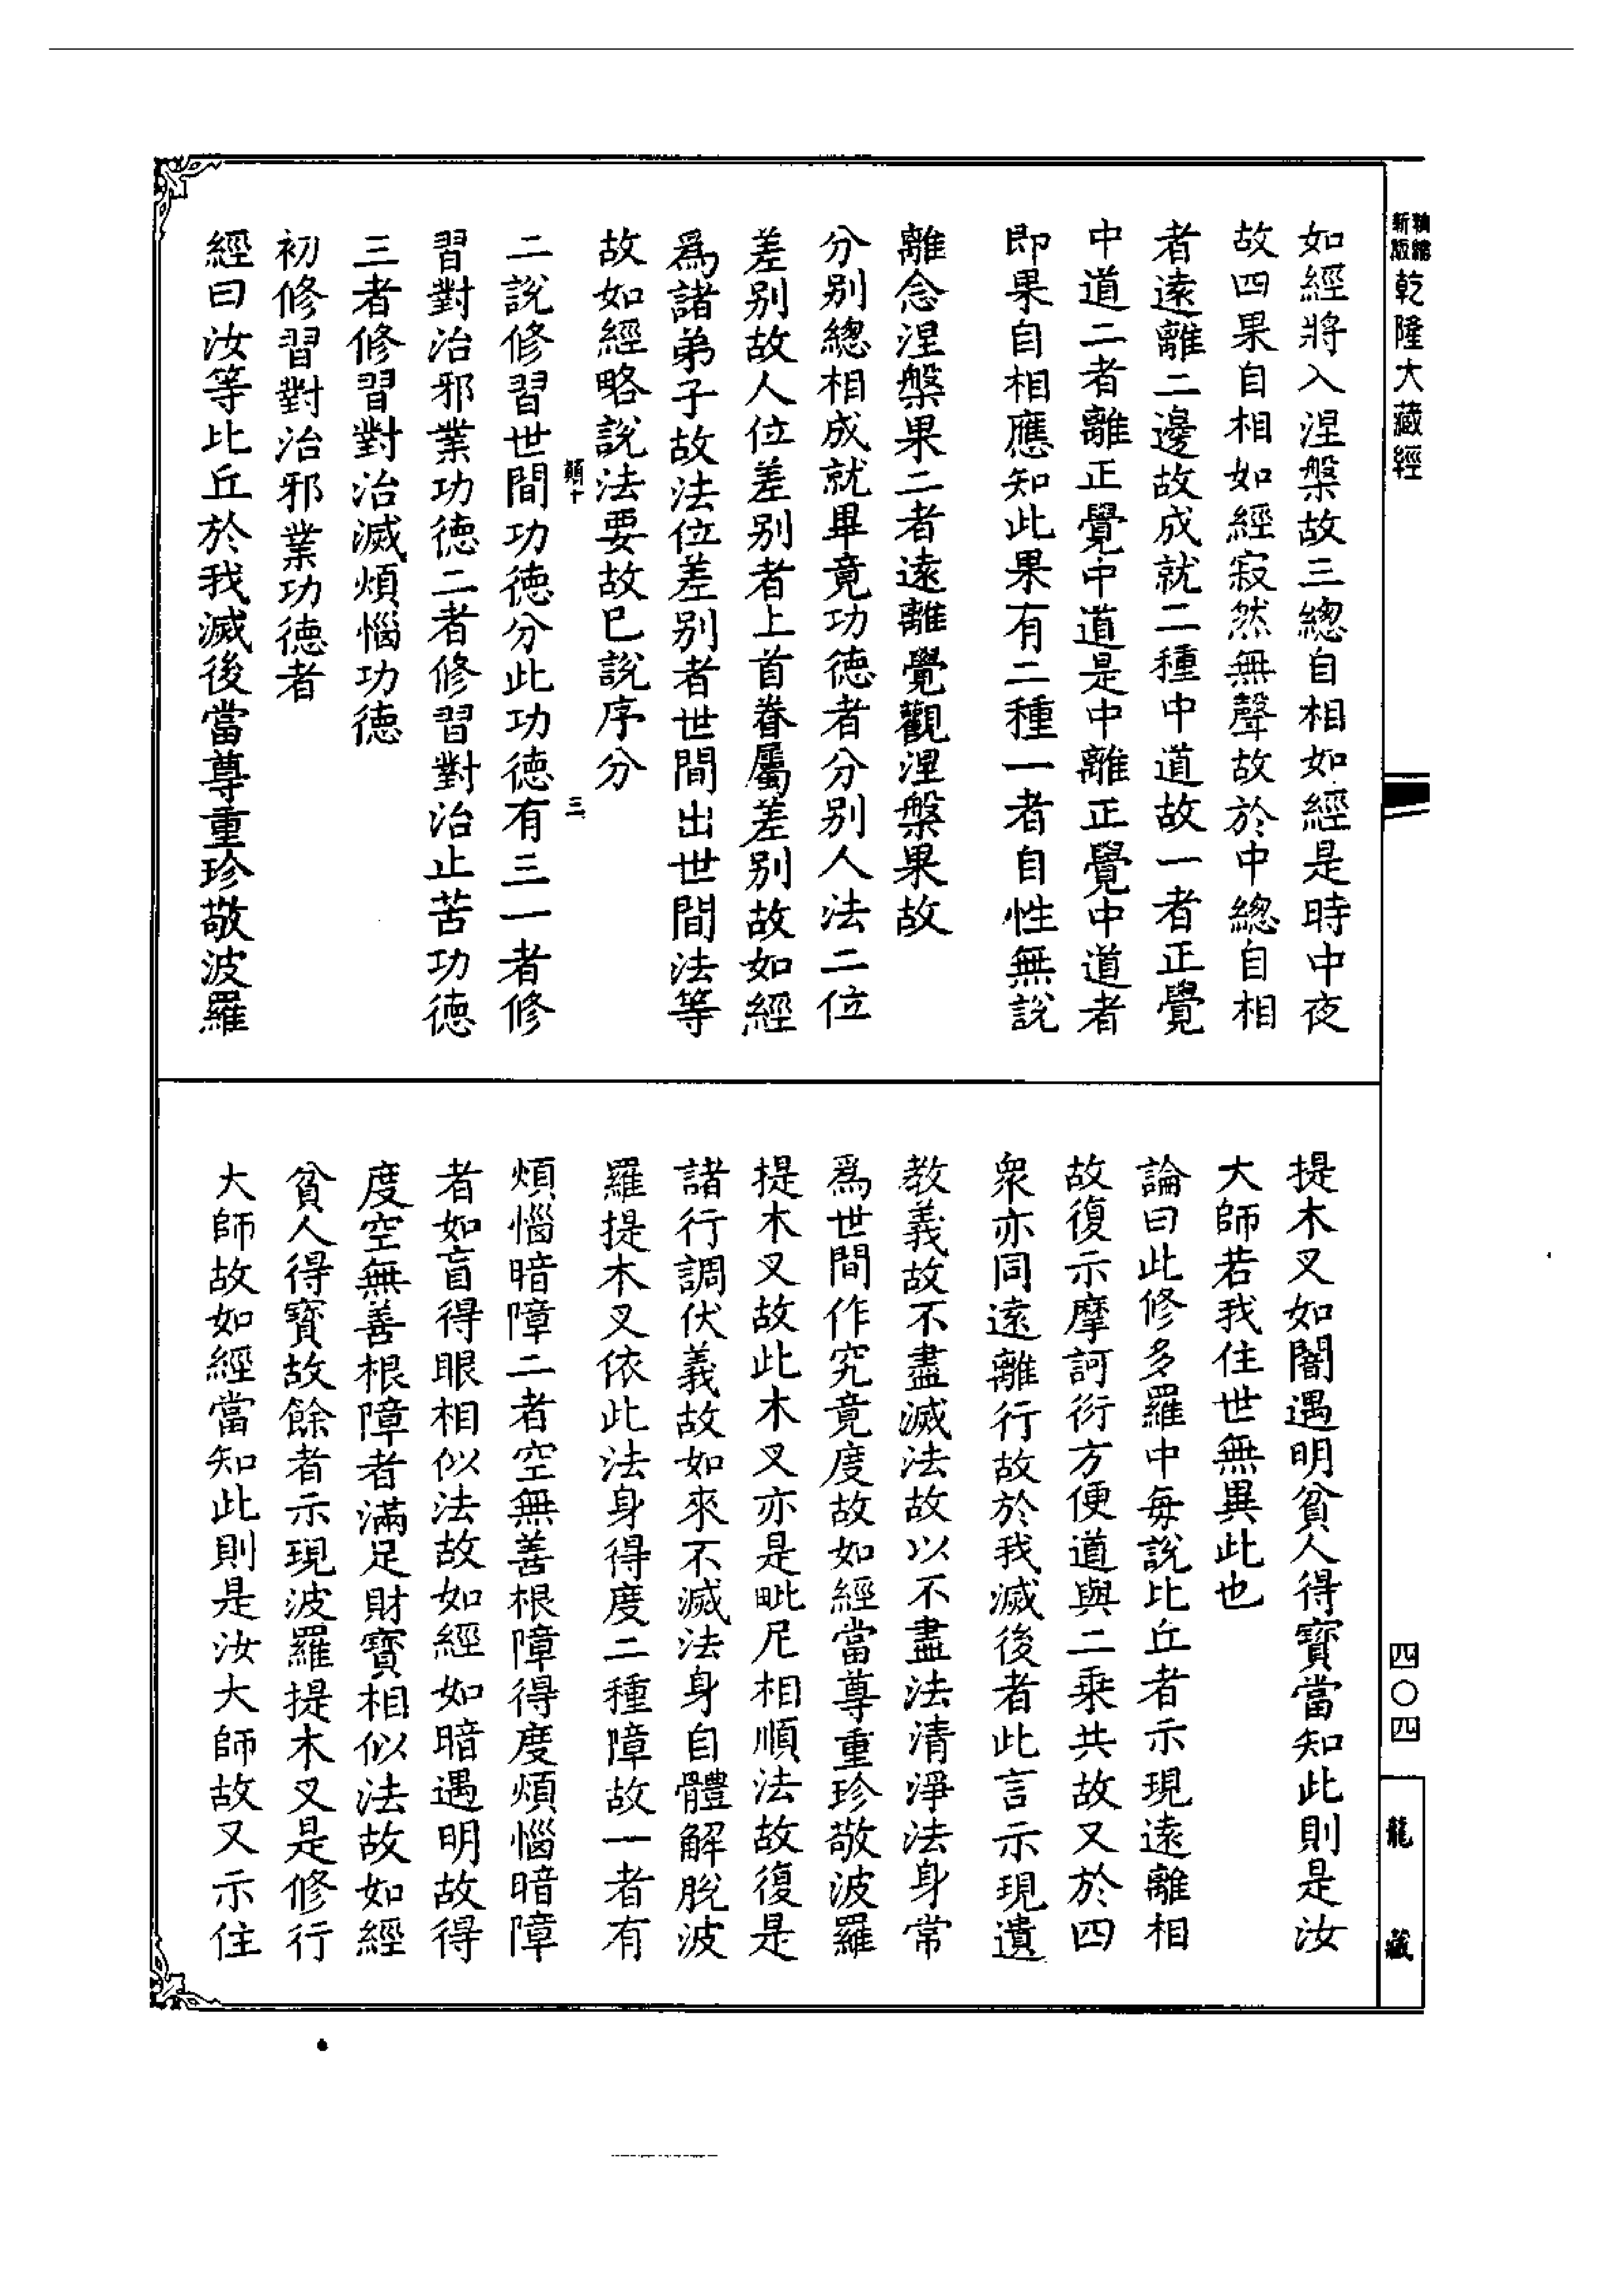 新版精縮乾隆大藏經
如經將入涅槃故三總自相如經是時中夜
故四果自相如經寂然無聲故於中總自相
者遠離二邊故成就二種中道故一者正覺
中道二者離正覺中道是中離正覺中道者
即果自相應知此果有二種一者自性無說
離念涅槃果二者遠離覺觀涅槃果故
分别總相成就畢竟功德者分别人法二位
差别故人位差别者上首眷屬差别故如經
爲諸弟子故法位差别者世間出世間法等
故如經略說法要故已說序分
顛十 三
二說修習世間功德分此功德有三一者修
習對治邪業功德二者修習對治止苦功德
三者修習對治滅煩惱功德
初修習對治邪業功德者
經曰汝等比丘於我滅後當尊重珍敬波羅
提木叉如闇遇明貧人得寶當知此則是汝
大師若我住世無異此也
論曰此修多羅中每說比丘者示現遠離相
故復示摩訶衍方便道與二乘共故又於四
衆亦同遠離行故於我滅後者此言示現遺
教義故不盡滅法故以不盡法清淨法身常
爲世間作究竟度故如經當尊重珍敬波羅
提木叉故此木叉亦是毗尼相順法故復是
諸行調伏義故如來不滅法身自體解脫波
羅提木叉依此法身得度二種障故一者有
煩惱暗障二者空無善根障得度煩惱暗障
者如盲得眼相似法故如經如暗遇明故得
度空無善根障者滿足財寶相似法故如經
貧人得寶故餘者示現波羅提木叉是修行
大師故如經當知此則是汝大師故又示住
四〇四
龍藏